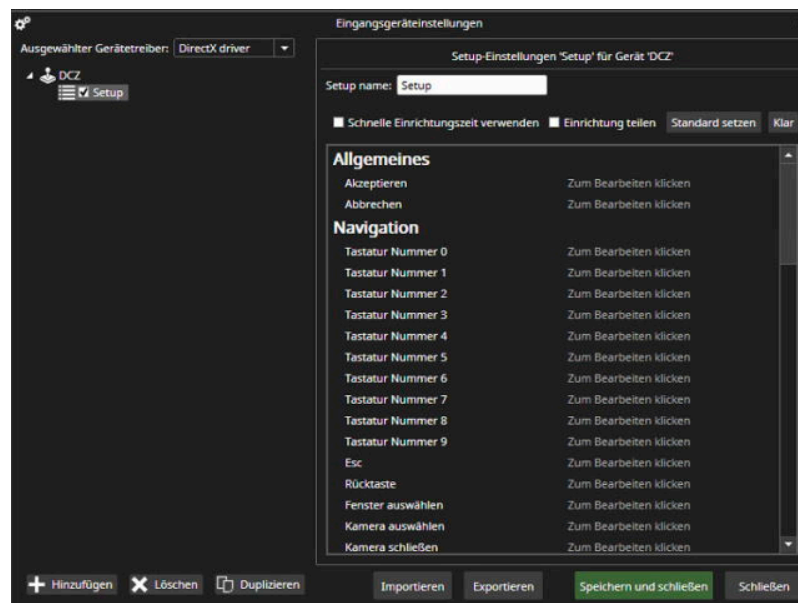 Eingangsgeräteinstellungen
Ausgewählter Gerätetreiber: DirectX driver
DCZ
Setup
Setup-Einstellungen 'Setup' für Gerät 'DCZ'
Setup name: Setup
Schnelle Einrichtungszeit verwenden Einrichtung teilen Standard setzen Klar
Allgemeines
Akzeptieren Zum Bearbeiten klicken
Abbrechen Zum Bearbeiten klicken
Navigation
Tastatur Nummer 0 Zum Bearbeiten klicken
Tastatur Nummer 1 Zum Bearbeiten klicken
Tastatur Nummer 2 Zum Bearbeiten klicken
Tastatur Nummer 3 Zum Bearbeiten klicken
Tastatur Nummer 4 Zum Bearbeiten klicken
Tastatur Nummer 5 Zum Bearbeiten klicken
Tastatur Nummer 6 Zum Bearbeiten klicken
Tastatur Nummer 7 Zum Bearbeiten klicken
Tastatur Nummer 8 Zum Bearbeiten klicken
Tastatur Nummer 9 Zum Bearbeiten klicken
Esc Zum Bearbeiten klicken
Rücktaste Zum Bearbeiten klicken
Fenster auswählen Zum Bearbeiten klicken
Kamera auswählen Zum Bearbeiten klicken
Kamera schließen Zum Bearbeiten klicken
Hinzufügen Löschen Duplizieren Importieren Exportieren Speichern und schließen Schließen